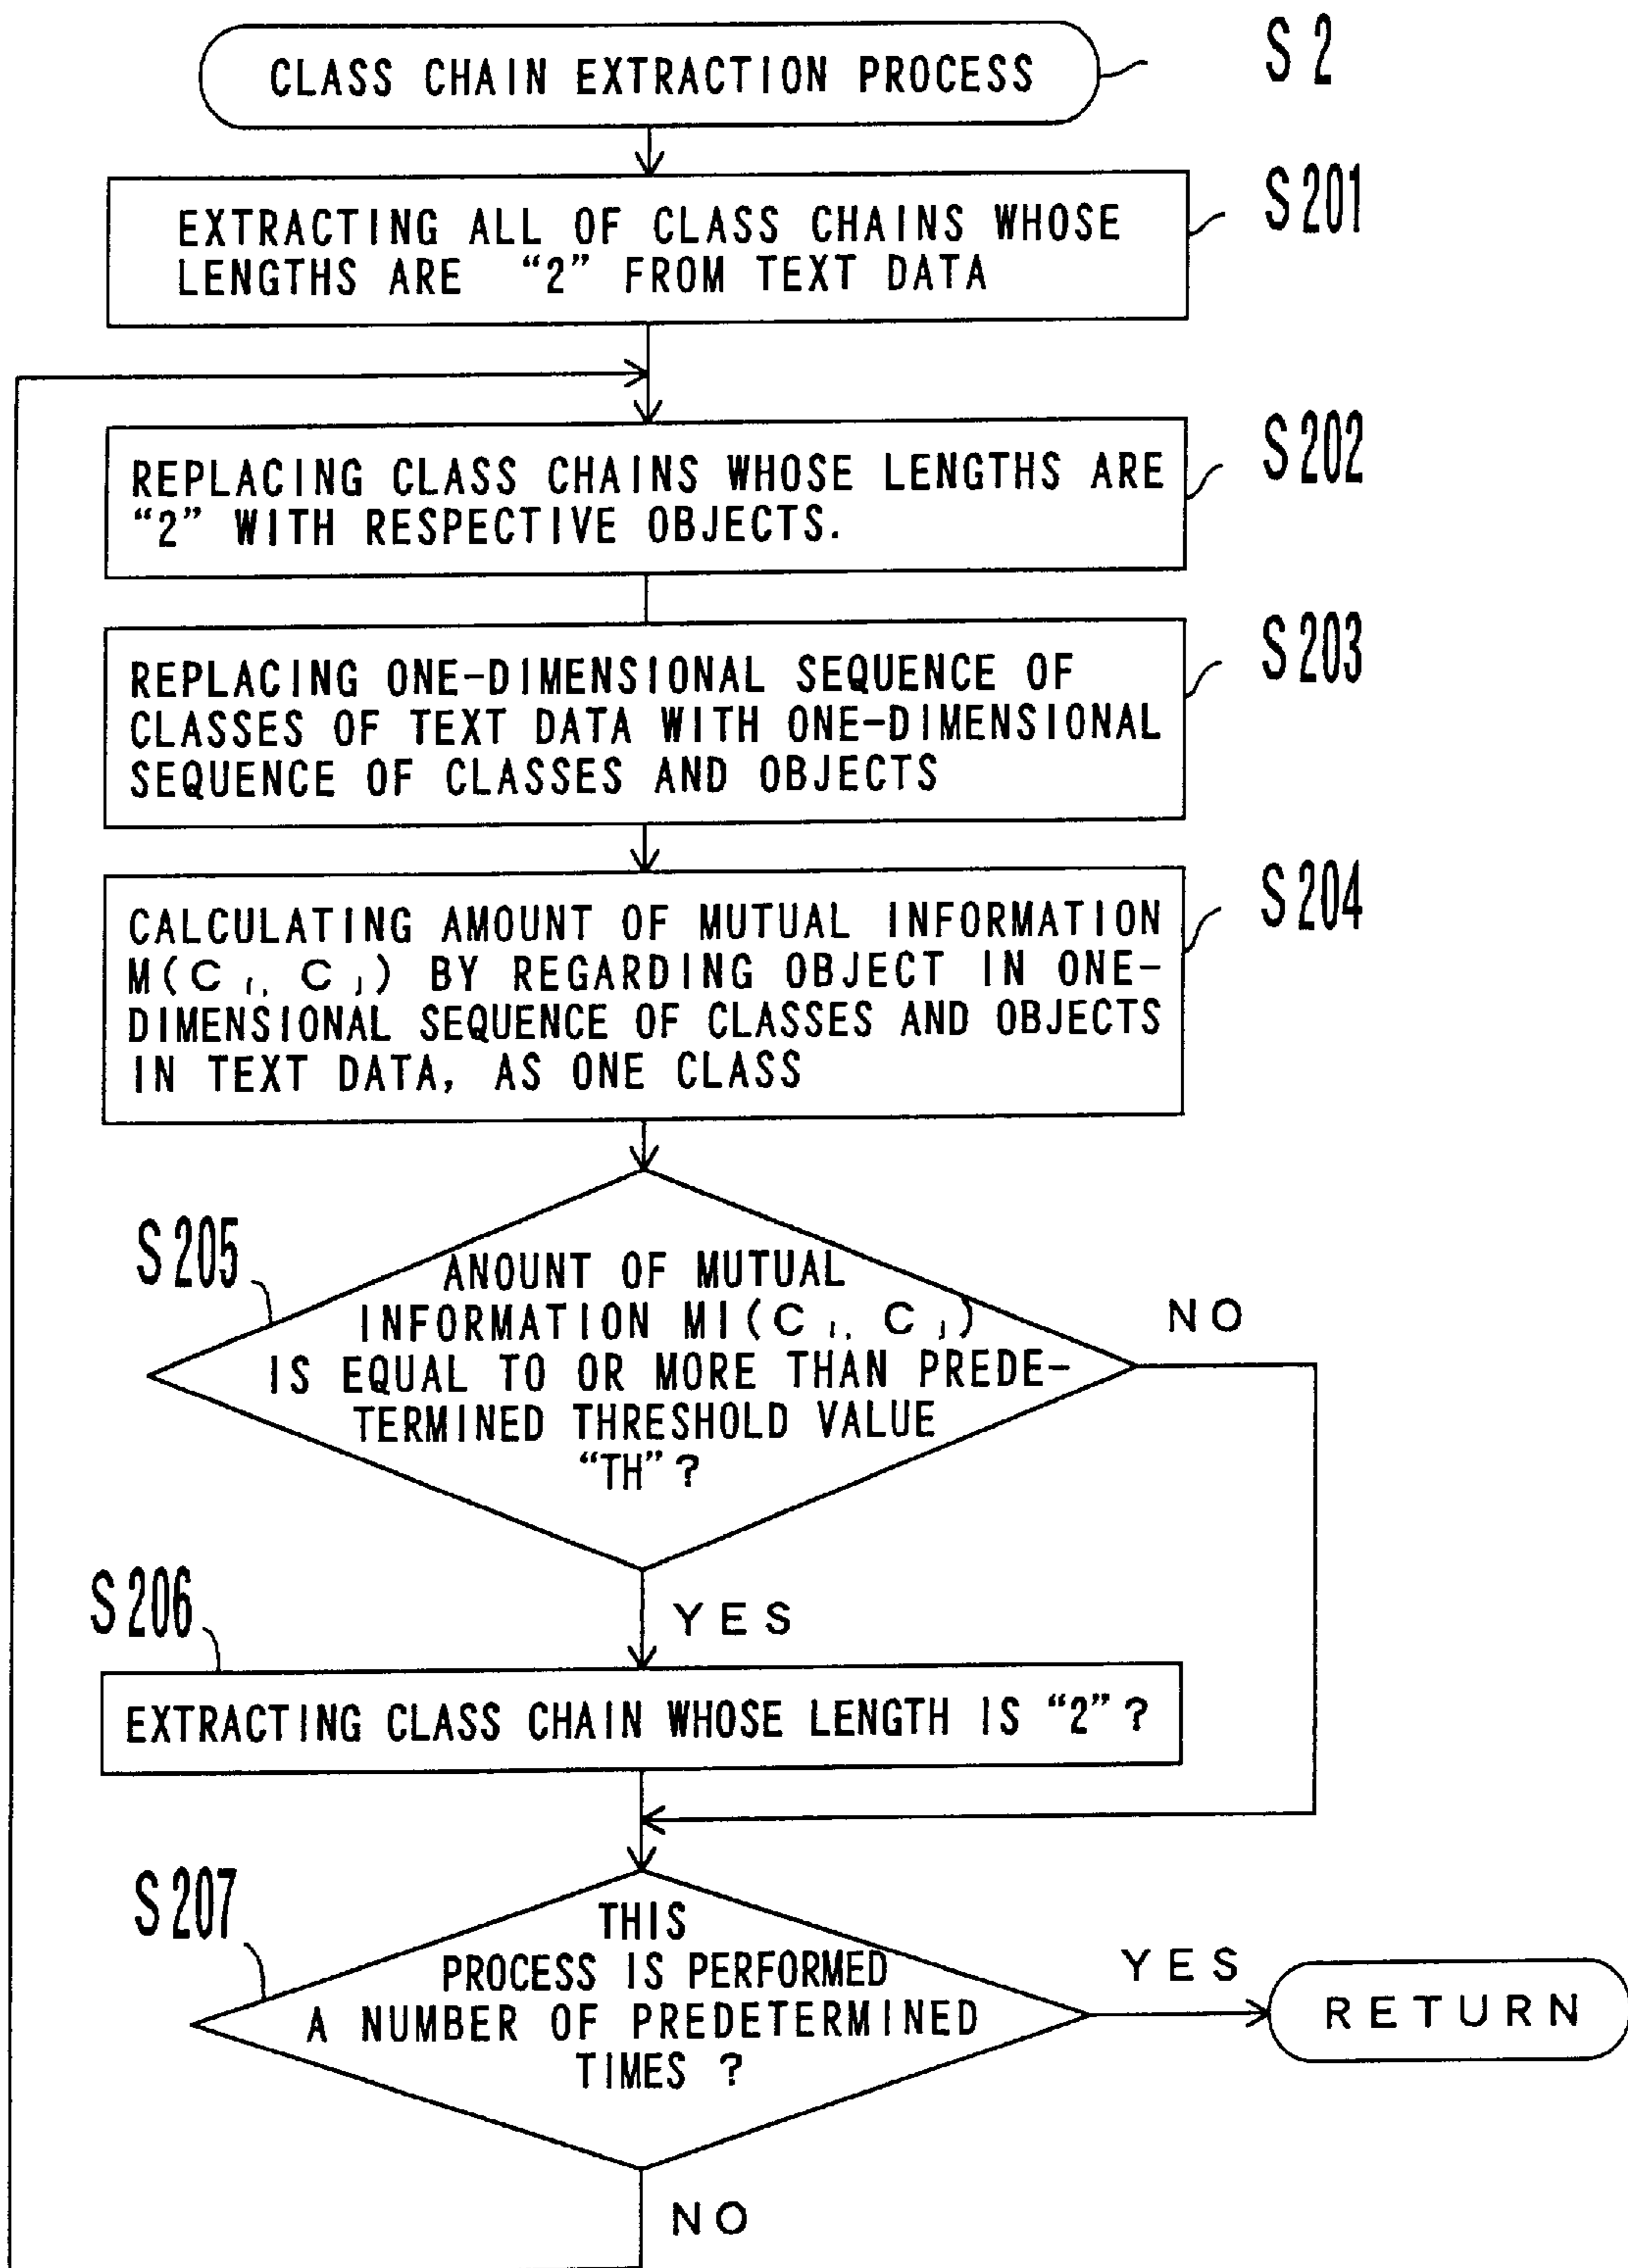 CLASS CHAIN EXTRACTION PROCESS
S2
EXTRACTING ALL OF CLASS CHAINS WHOSE
LENGTHS ARE “2” FROM TEXT DATA
S201
REPLACING CLASS CHAINS WHOSE LENGTHS ARE
“2” WITH RESPECTIVE OBJECTS.
S202
REPLACING ONE-DIMENSIONAL SEQUENCE OF
CLASSES OF TEXT DATA WITH ONE-DIMENSIONAL
SEQUENCE OF CLASSES AND OBJECTS
S203
CALCULATING AMOUNT OF MUTUAL INFORMATION
M(C i, C j) BY REGARDING OBJECT IN ONE-
DIMENSIONAL SEQUENCE OF CLASSES AND OBJECTS
IN TEXT DATA, AS ONE CLASS
S204
S205
ANOUNT OF MUTUAL
INFORMATION MI(C i, C j)
IS EQUAL TO OR MORE THAN PREDE-
TERMINED THRESHOLD VALUE
“TH”?
NO
YES
S206
EXTRACTING CLASS CHAIN WHOSE LENGTH IS “2”?
S207
THIS
PROCESS IS PERFORMED
A NUMBER OF PREDETERMINED
TIMES ?
YES
RETURN
NO